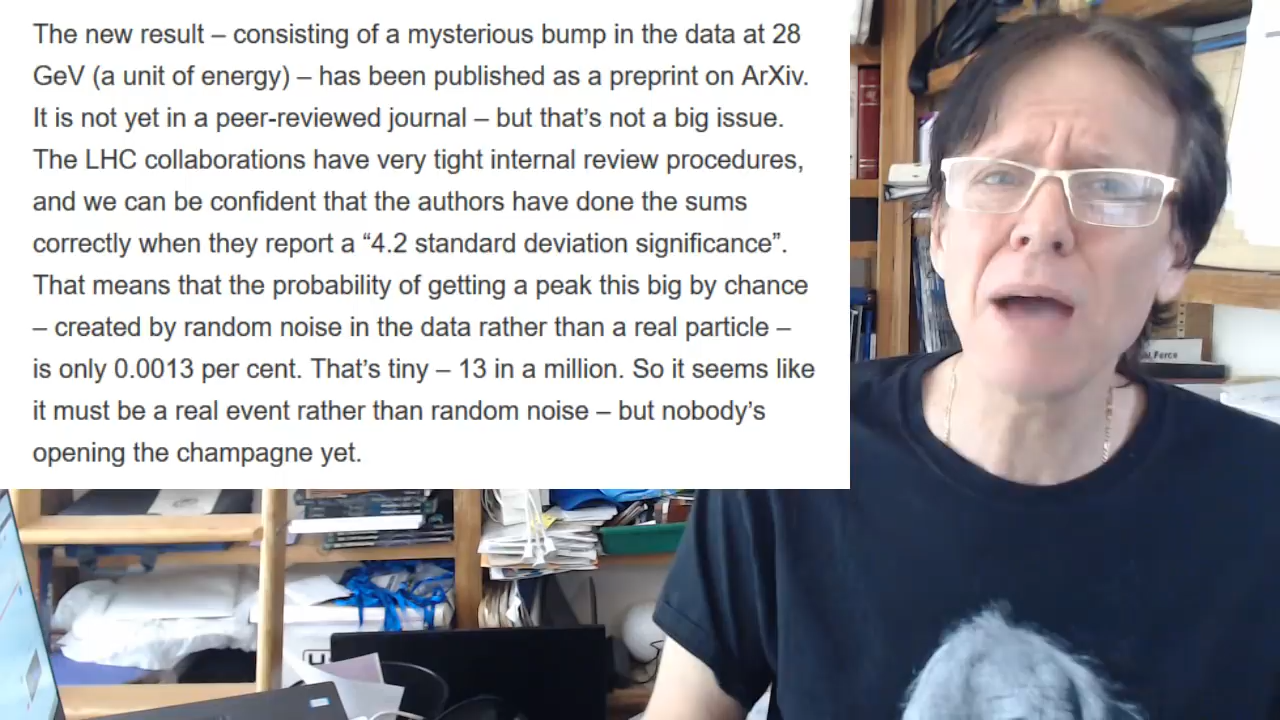 The new result – consisting of a mysterious bump in the data at 28
GeV (a unit of energy) – has been published as a preprint on ArXiv.
It is not yet in a peer-reviewed journal – but that’s not a big issue.
The LHC collaborations have very tight internal review procedures,
and we can be confident that the authors have done the sums
correctly when they report a “4.2 standard deviation significance”.
That means that the probability of getting a peak this big by chance
– created by random noise in the data rather than a real particle –
is only 0.0013 per cent. That’s tiny – 13 in a million. So it seems like
it must be a real event rather than random noise – but nobody’s
opening the champagne yet.
Force